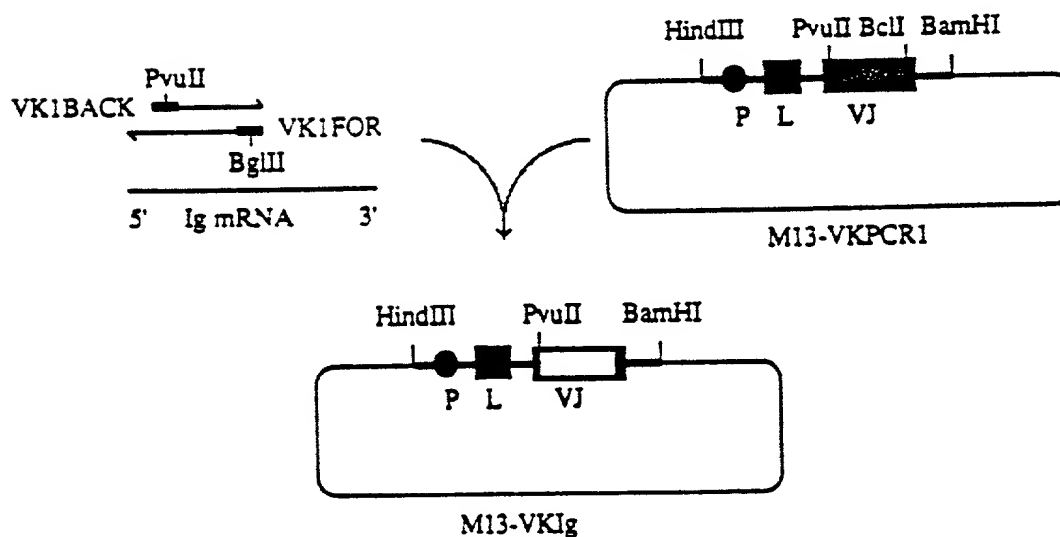 PvuII
VK1BACK
VK1FOR
BglII
5' Ig mRNA 3'
HindIII PvuII BclI BamHI
P L VJ
M13-VKPCR1
HindIII PvuII BamHI
P L VJ
M13-VKIg